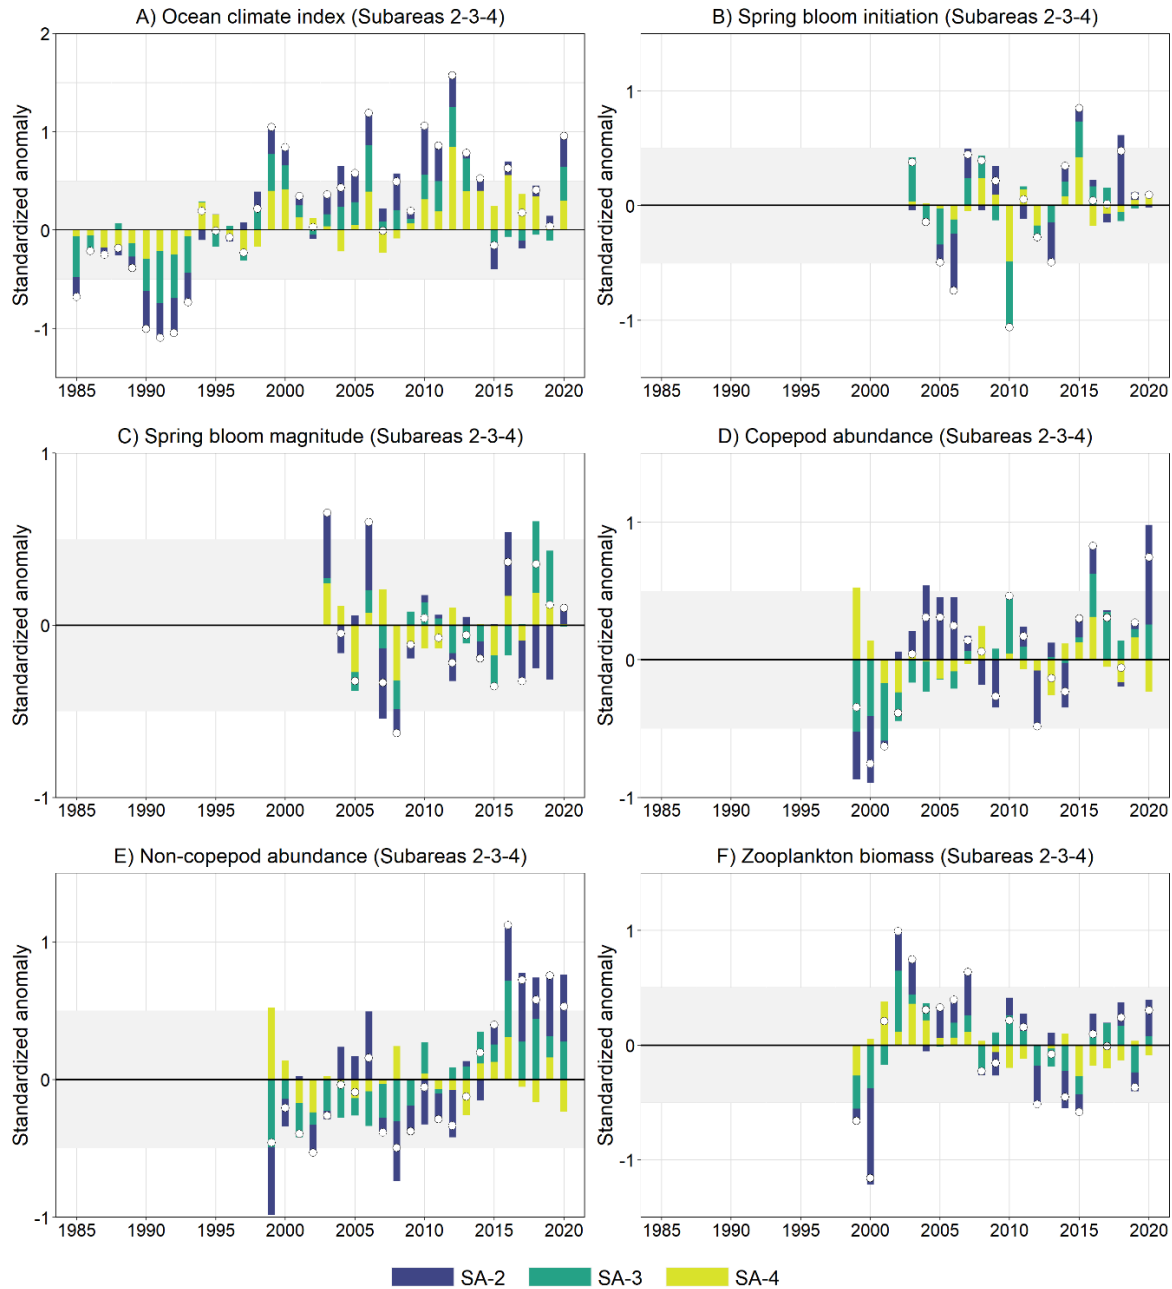 A) Ocean climate index (Subareas 2-3-4)
Standardized anomaly
2
1
0
-1
1985 1990 1995 2000 2005 2010 2015 2020
B) Spring bloom initiation (Subareas 2-3-4)
Standardized anomaly
1
0
-1
1985 1990 1995 2000 2005 2010 2015 2020
C) Spring bloom magnitude (Subareas 2-3-4)
Standardized anomaly
1
0
-1
1985 1990 1995 2000 2005 2010 2015 2020
D) Copepod abundance (Subareas 2-3-4)
Standardized anomaly
1
0
-1
1985 1990 1995 2000 2005 2010 2015 2020
E) Non-copepod abundance (Subareas 2-3-4)
Standardized anomaly
1
0
-1
1985 1990 1995 2000 2005 2010 2015 2020
F) Zooplankton biomass (Subareas 2-3-4)
Standardized anomaly
1
0
-1
1985 1990 1995 2000 2005 2010 2015 2020
SA-2 SA-3 SA-4